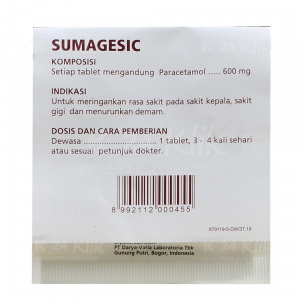 SUMAGESIC
KOMPOSISI
Setiap tablet mengandung Paracetamol ..... 600 mg
INDIKASI
Untuk meringankan rasa sakit pada sakit kepala, sakit
gigi dan menurunkan demam.
DOSIS DAN CARA PEMBERIAN
Dewasa .............................. 1 tablet, 3 - 4 kali sehari
atau sesuai petunjuk dokter.
8 992112 000455
PT Darya-Varia Laboratoria Tbk
Gunung Putri, Bogor, Indonesia